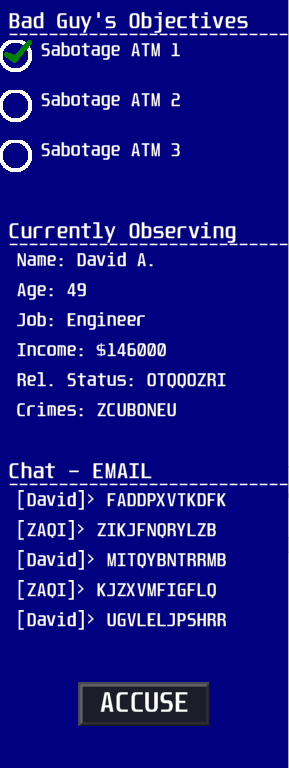 Bad Guy's Objectives
Sabotage ATM 1
Sabotage ATM 2
Sabotage ATM 3
Currently Observing
Name: David A.
Age: 49
Job: Engineer
Income: $146000
Rel. Status: OTQQOZRI
Crimes: ZCUBONEU
Chat - EMAIL
[David]> FADDPXVTKDFK
[ZAQI]> ZIKJFNQRYLZB
[David]> MITQYBNTRRMB
[ZAQI]> KJZXVMFIGFLQ
[David]> UGVLELJPSHRR
ACCUSE